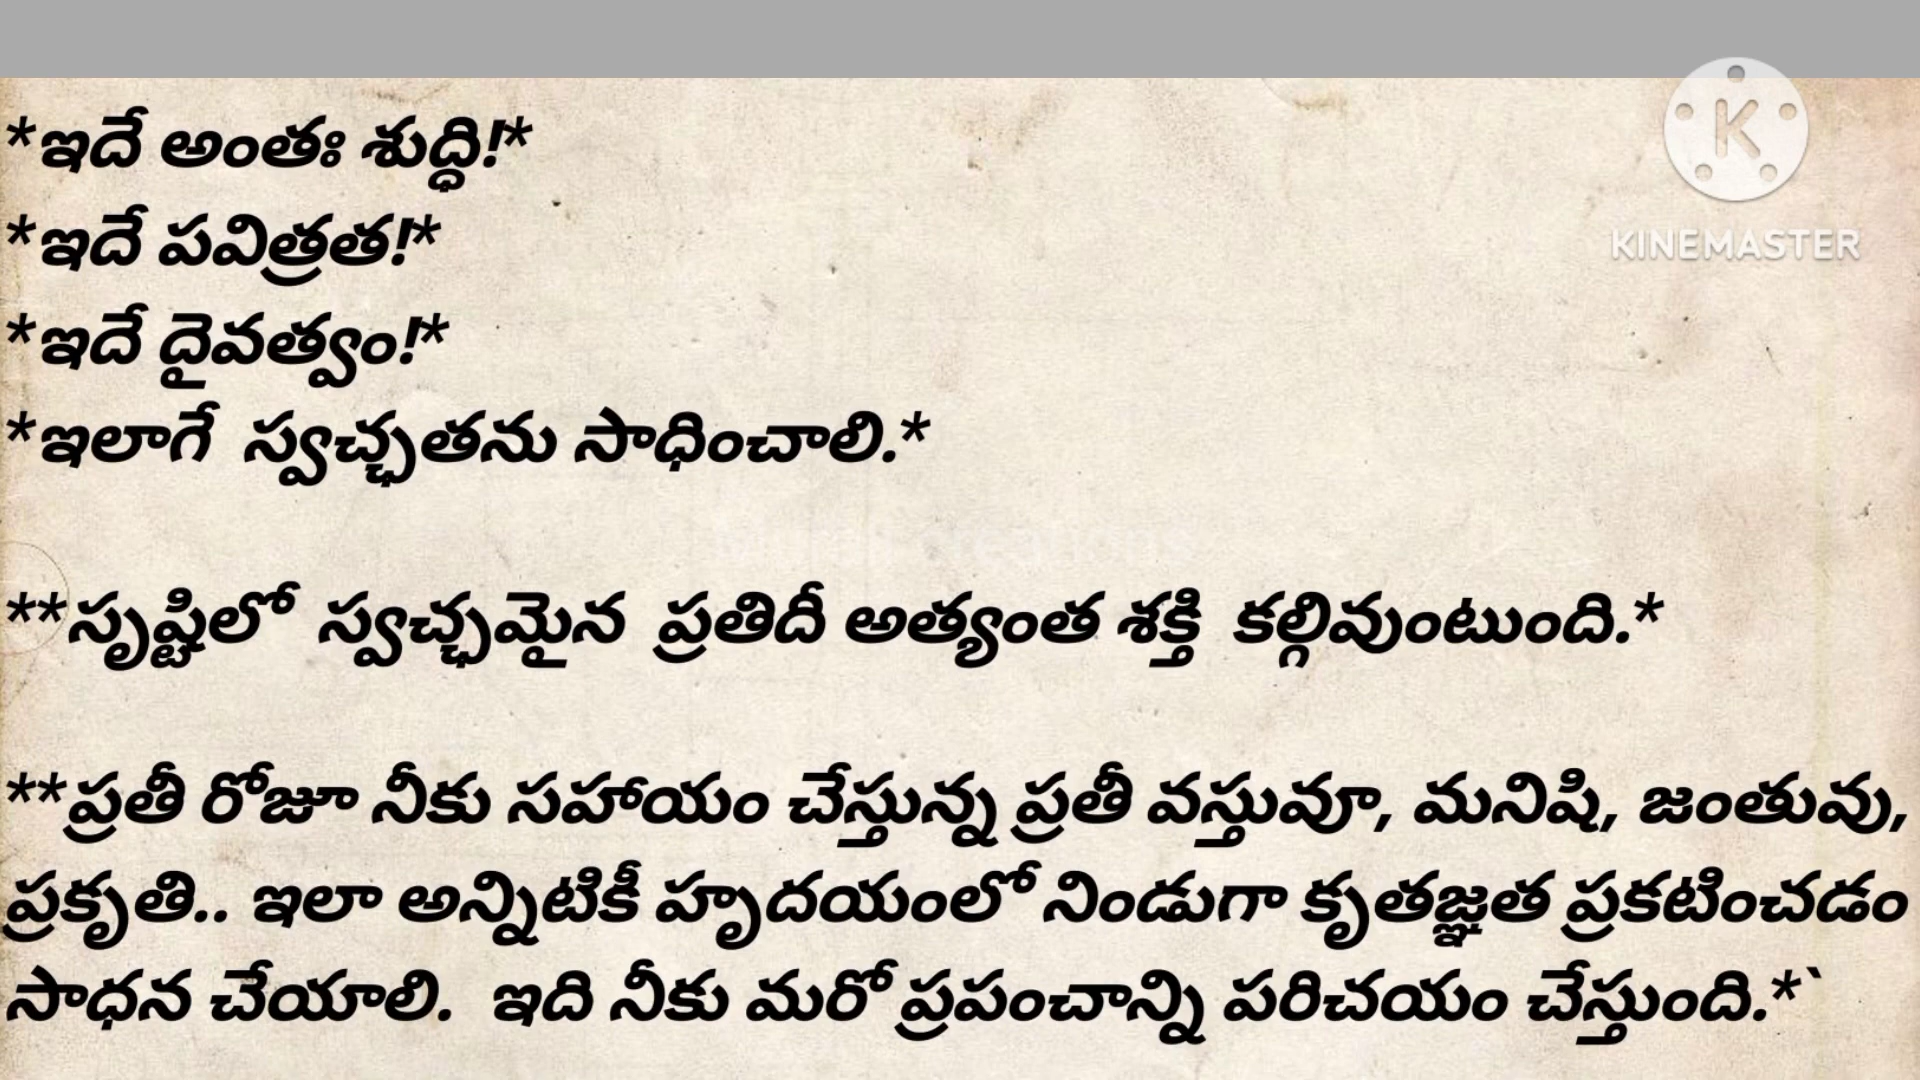 *ఇదే అంతః శుద్ధి!*
*ఇదే పవిత్రత!*
*ఇదే దైవత్వం!*
*ఇలాగే స్వచ్ఛతను సాధించాలి.*
**సృష్టిలో స్వచ్ఛమైన ప్రతిదీ అత్యంత శక్తి కల్గివుంటుంది.*
**ప్రతీ రోజూ నీకు సహాయం చేస్తున్న ప్రతీ వస్తువూ, మనిషి, జంతువు,
ప్రకృతి.. ఇలా అన్నిటికీ హృదయంలో నిండుగా కృతజ్ఞత ప్రకటించడం
సాధన చేయాలి. ఇది నీకు మరో ప్రపంచాన్ని పరిచయం చేస్తుంది.*`
K
KINEMASTER